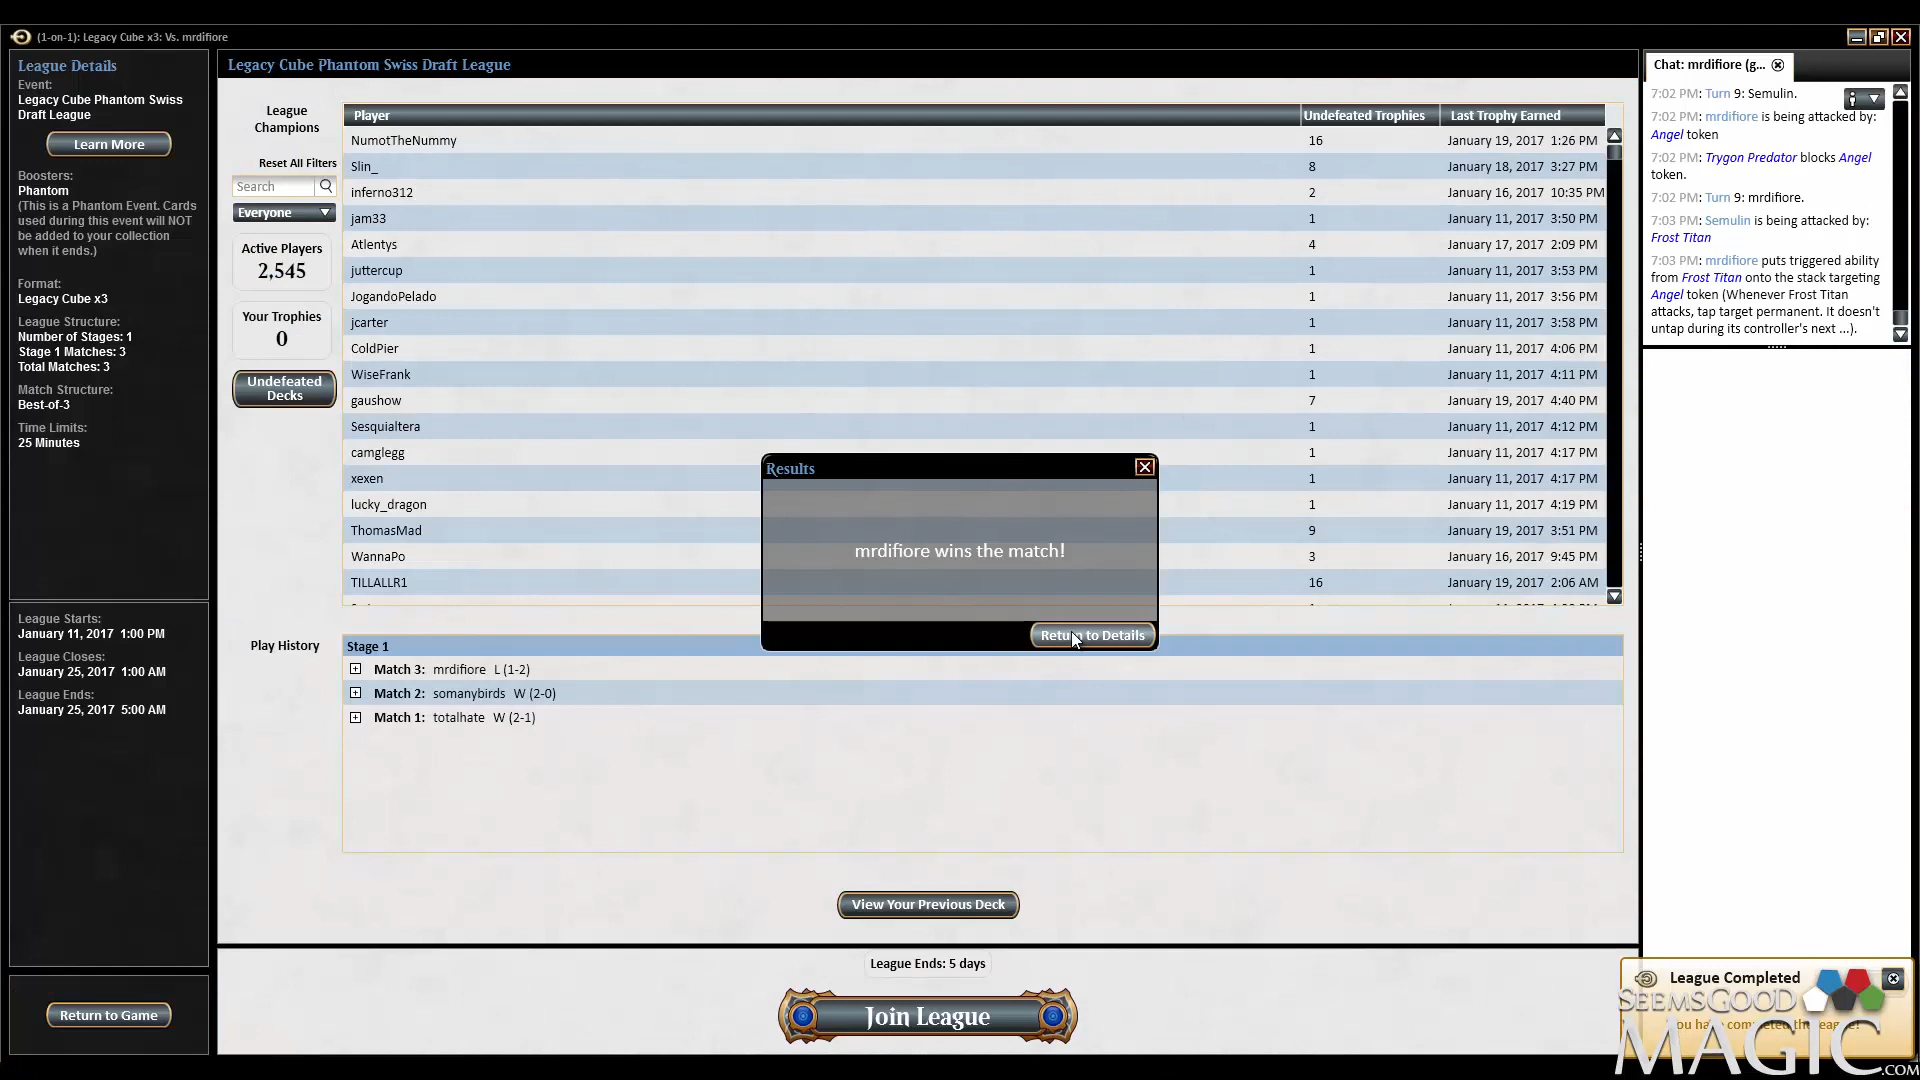 (1-on-1): Legacy Cube x3: Vs. mrdifiore
League Details
Event:
Legacy Cube Phantom Swiss
Draft League
Learn More
Boosters:
Phantom
(This is a Phantom Event. Cards
used during this event will NOT
be added to your collection
when it ends.)
Format:
Legacy Cube x3
League Structure:
Number of Stages: 1
Stage 1 Matches: 3
Total Matches: 3
Match Structure:
Best-of-3
Time Limits:
25 Minutes
League Starts:
January 11, 2017 1:00 PM
League Closes:
January 25, 2017 1:00 AM
League Ends:
January 25, 2017 5:00 AM
Return to Game
Legacy Cube Phantom Swiss Draft League
League
Champions
Reset All Filters
Search
Everyone
Active Players
2,545
Your Trophies
0
Undefeated
Decks
Player Undefeated Trophies Last Trophy Earned
NumotTheNummy 16 January 19, 2017 1:26 PM
Slin_ 8 January 18, 2017 3:27 PM
inferno312 2 January 16, 2017 10:35 PM
jam33 1 January 11, 2017 3:50 PM
Atlentys 4 January 17, 2017 2:09 PM
juttercup 1 January 11, 2017 3:53 PM
JogandoPelado 1 January 11, 2017 3:56 PM
jcarter 1 January 11, 2017 3:58 PM
ColdPier 1 January 11, 2017 4:06 PM
WiseFrank 1 January 11, 2017 4:11 PM
gaushow 7 January 19, 2017 4:40 PM
Sesquialtera 1 January 11, 2017 4:12 PM
camglegg 1 January 11, 2017 4:17 PM
xexen 1 January 11, 2017 4:17 PM
lucky_dragon 1 January 11, 2017 4:19 PM
ThomasMad 9 January 19, 2017 3:51 PM
WannaPo 3 January 16, 2017 9:45 PM
TILLALLR1 16 January 19, 2017 2:06 AM
Results
mrdifiore wins the match!
Return to Details
Play History
Stage 1
Match 3: mrdifiore L (1-2)
Match 2: somanybirds W (2-0)
Match 1: totalhate W (2-1)
View Your Previous Deck
League Ends: 5 days
Join League
Chat: mrdifiore (g...
7:02 PM: Turn 9: Semulin.
7:02 PM: mrdifiore is being attacked by:
Angel token
7:02 PM: Trygon Predator blocks Angel
token.
7:02 PM: Turn 9: mrdifiore.
7:03 PM: Semulin is being attacked by:
Frost Titan
7:03 PM: mrdifiore puts triggered ability
from Frost Titan onto the stack targeting
Angel token (Whenever Frost Titan
attacks, tap target permanent. It doesn't
untap during its controller's next ...).
League Completed
SEEMSGOOD
MAGIC.COM